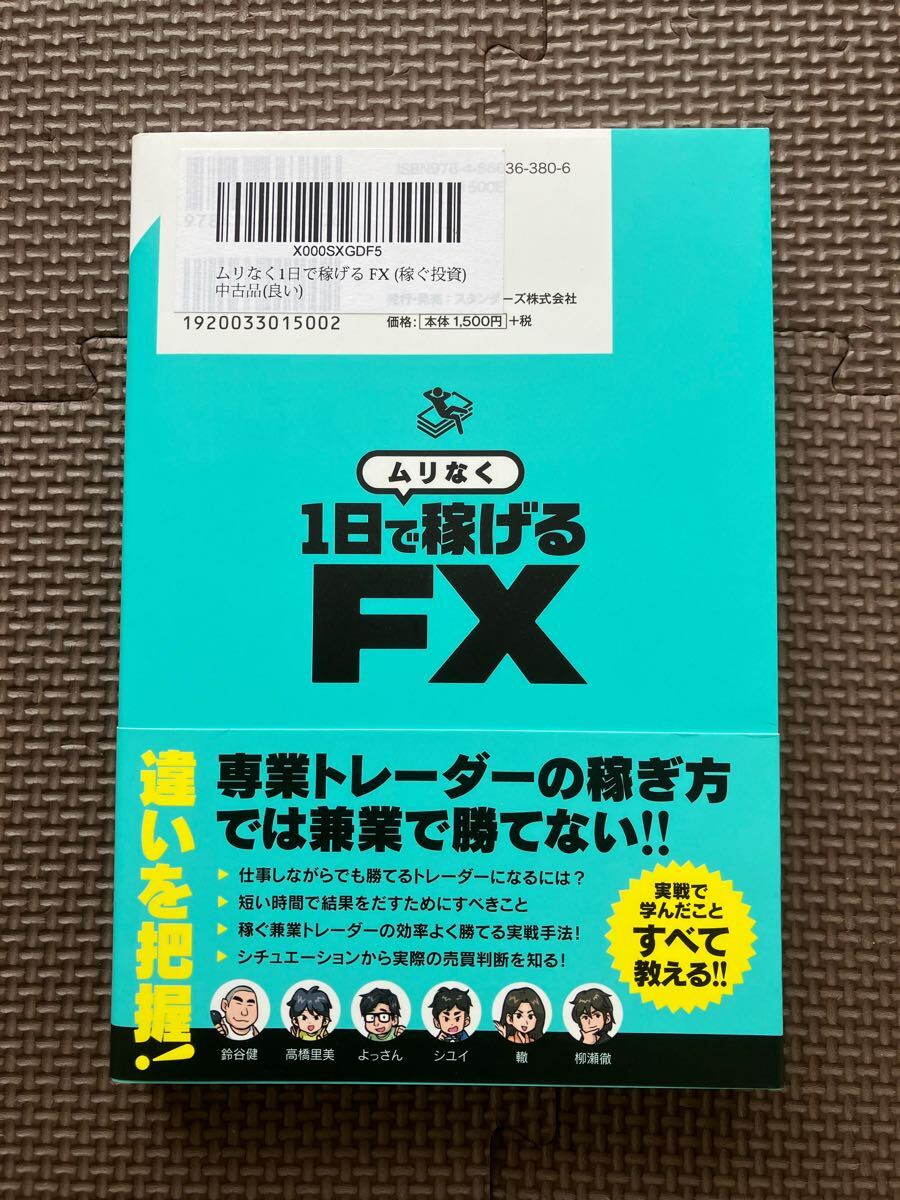 36-380-6
X000SXGDF5
ムリなく1日で稼げる FX (稼ぐ投資)
中古品(良い)
発行・発売：スタンダーズ株式会社
1920033015002
価格：本体 1,500円+税
ムリなく
1日で稼げる
FX
違いを把握!
専業トレーダーの稼ぎ方
では兼業で勝てない!!
仕事しながらでも勝てるトレーダーになるには？
短い時間で結果をだすためにすべきこと
稼ぐ兼業トレーダーの効率よく勝てる実戦手法！
シチュエーションから実際の売買判断を知る！
実戦で
学んだこと
すべて
教える!!
鈴谷健
高橋里美
よっさん
シユイ
轍
柳瀬徹